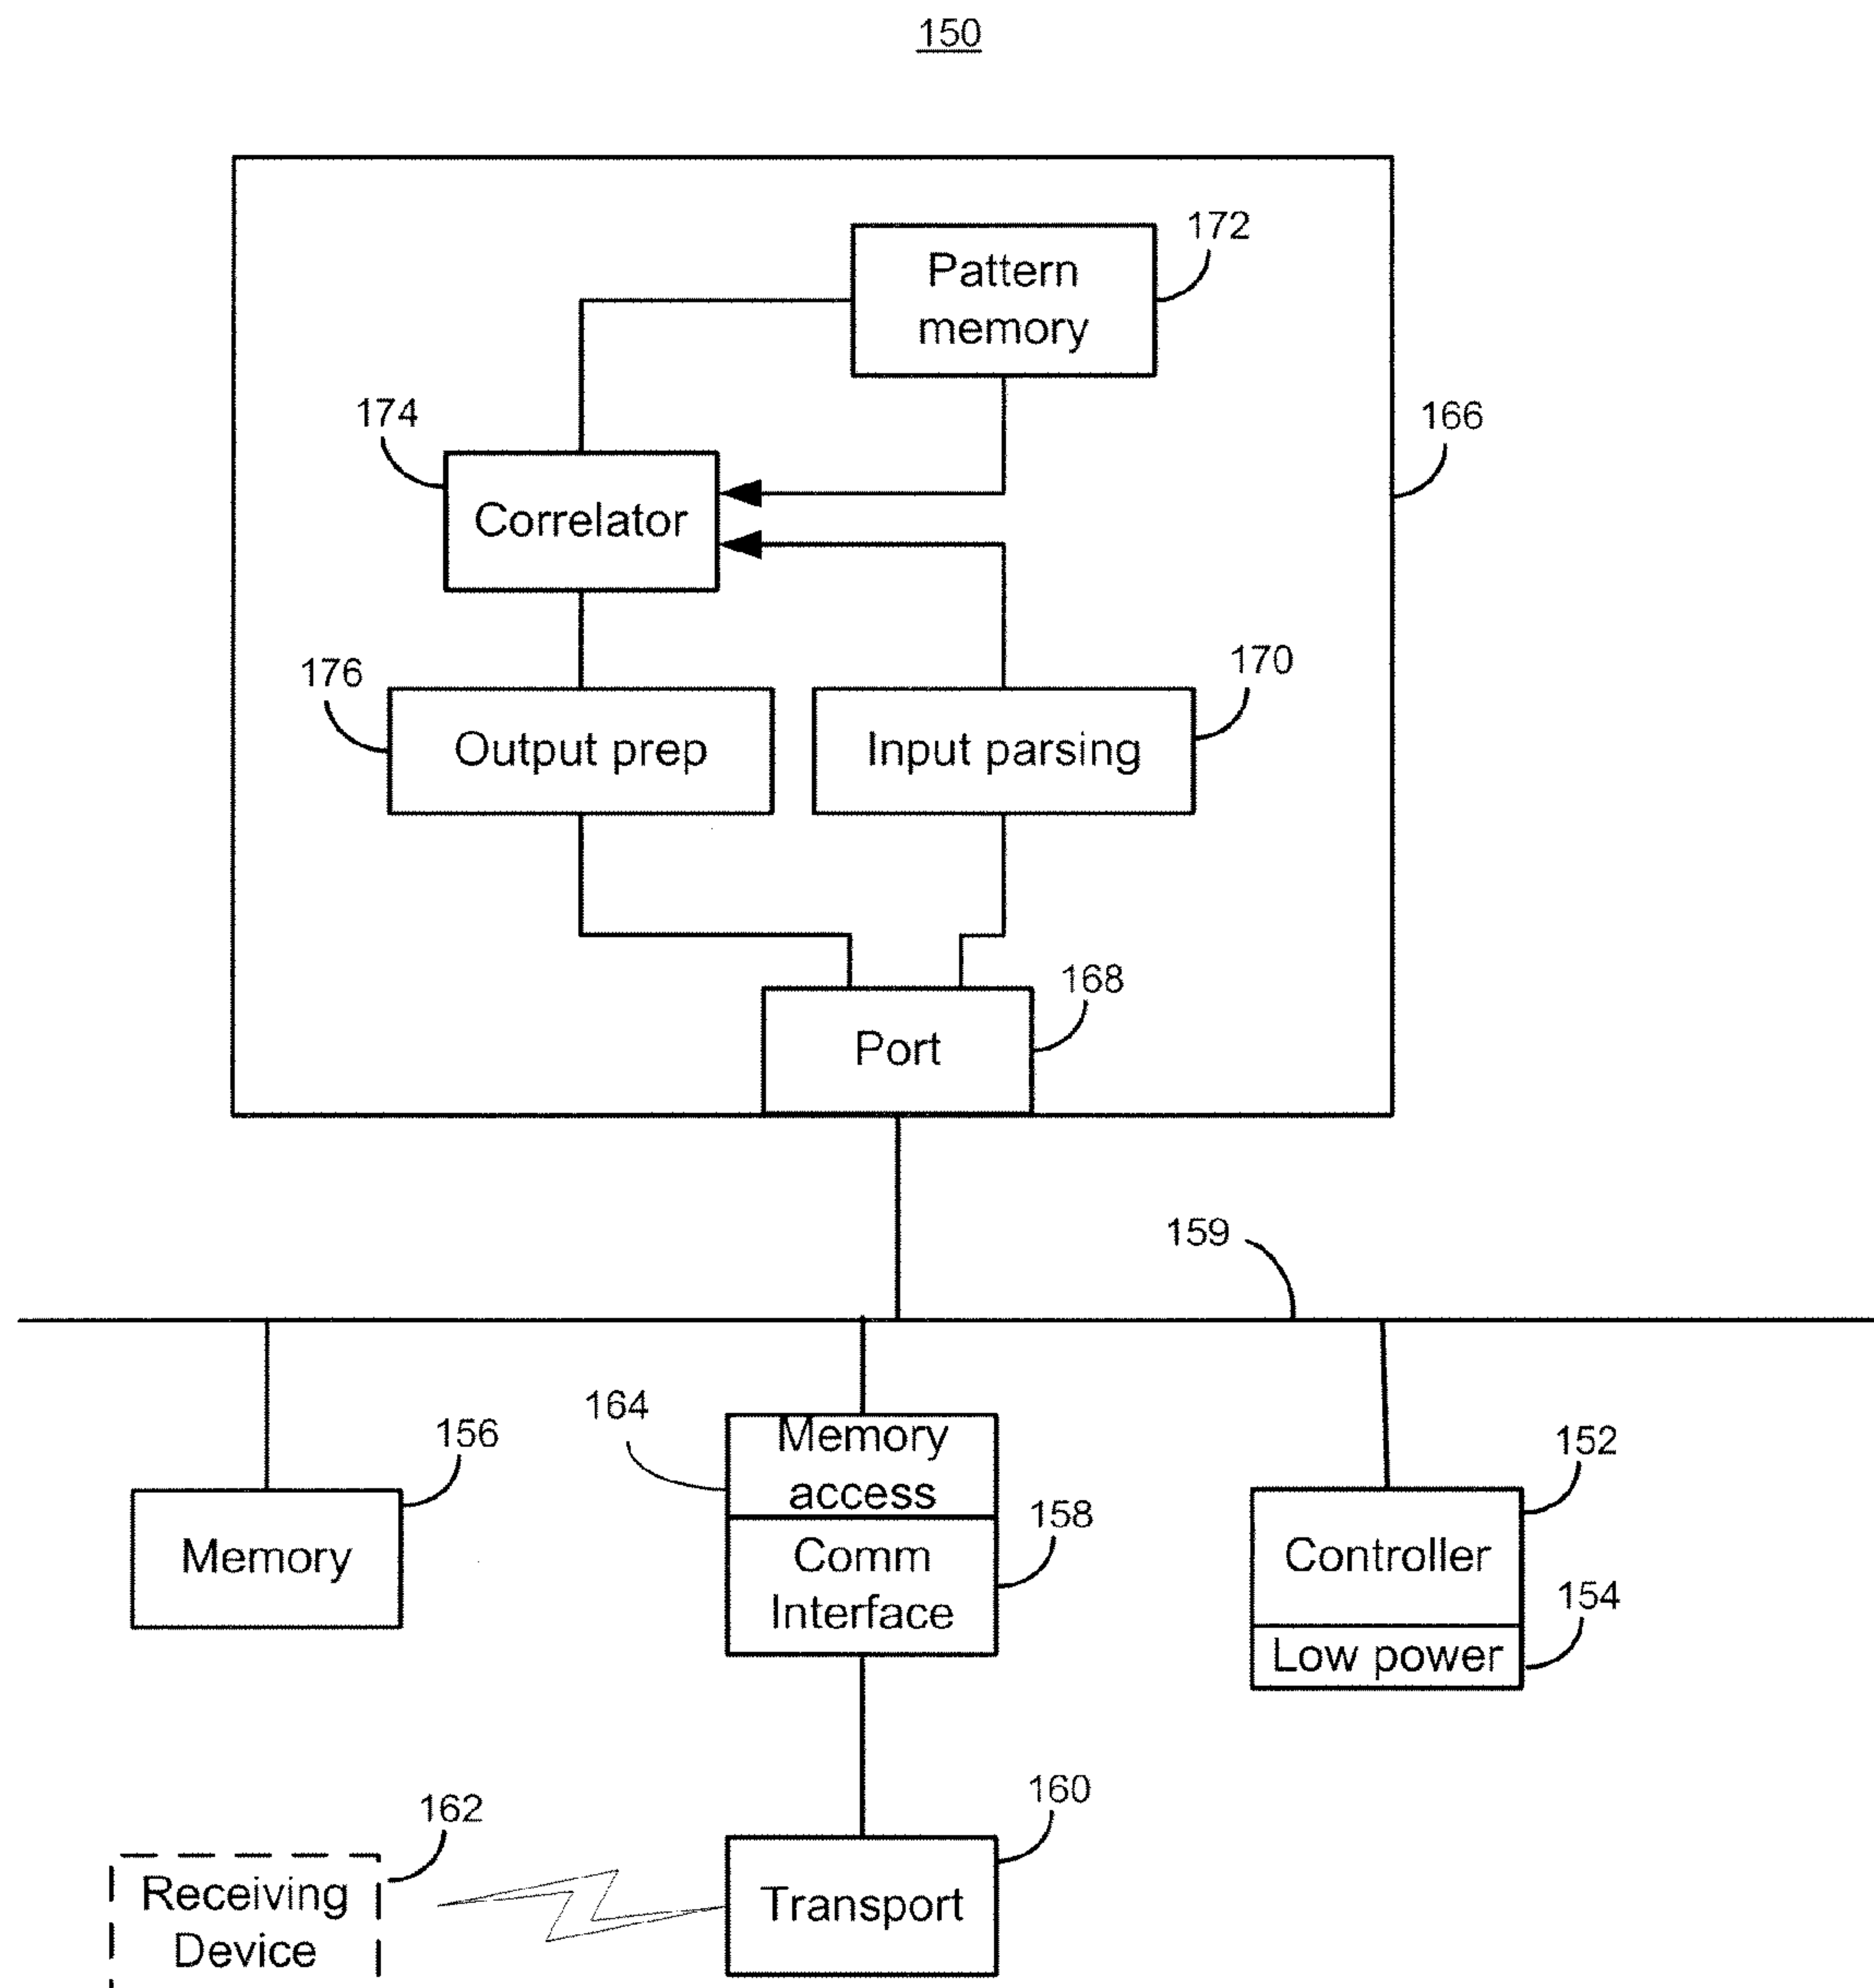 150
172
Pattern
memory
174
166
Correlator
176
170
Output prep
Input parsing
168
Port
159
164
156
Memory
access
152
158
Memory
Comm
Interface
Controller
154
Low power
162
160
Receiving
Device
Transport